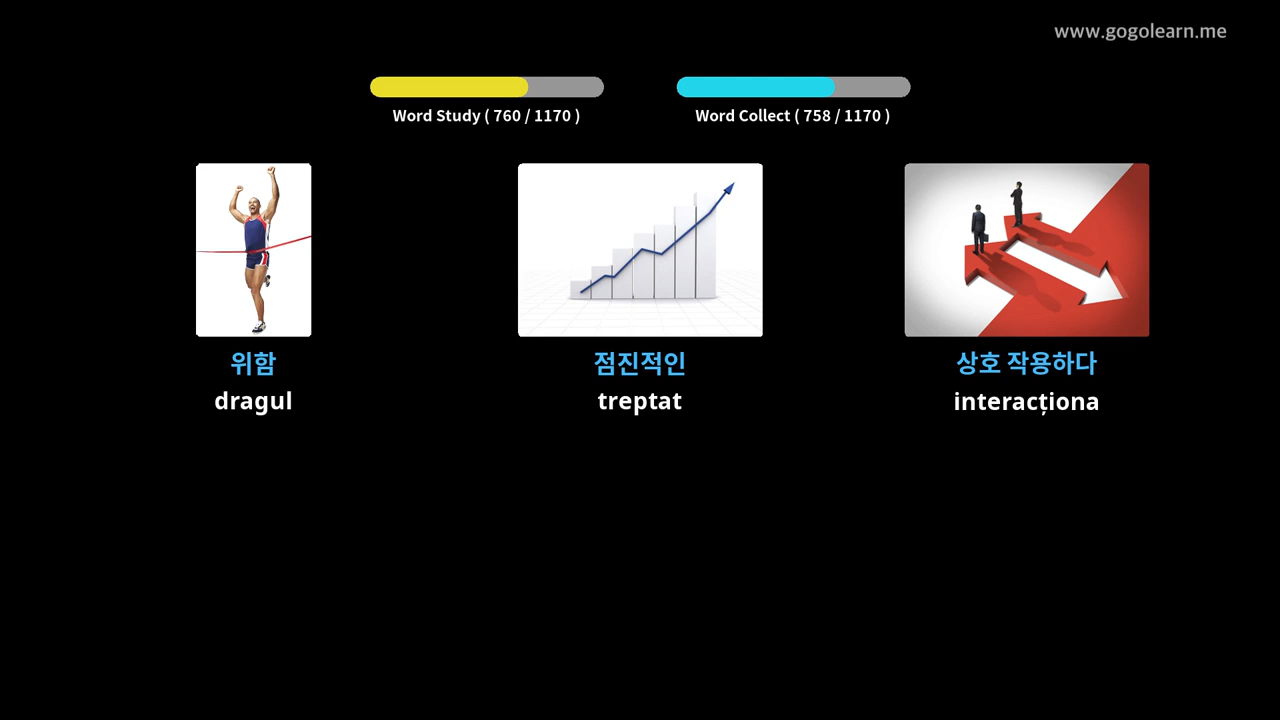 www.gogolearn.me
Word Study ( 760 / 1170 )
Word Collect ( 758 / 1170 )
위함
dragul
점진적인
treptat
상호 작용하다
interacționa